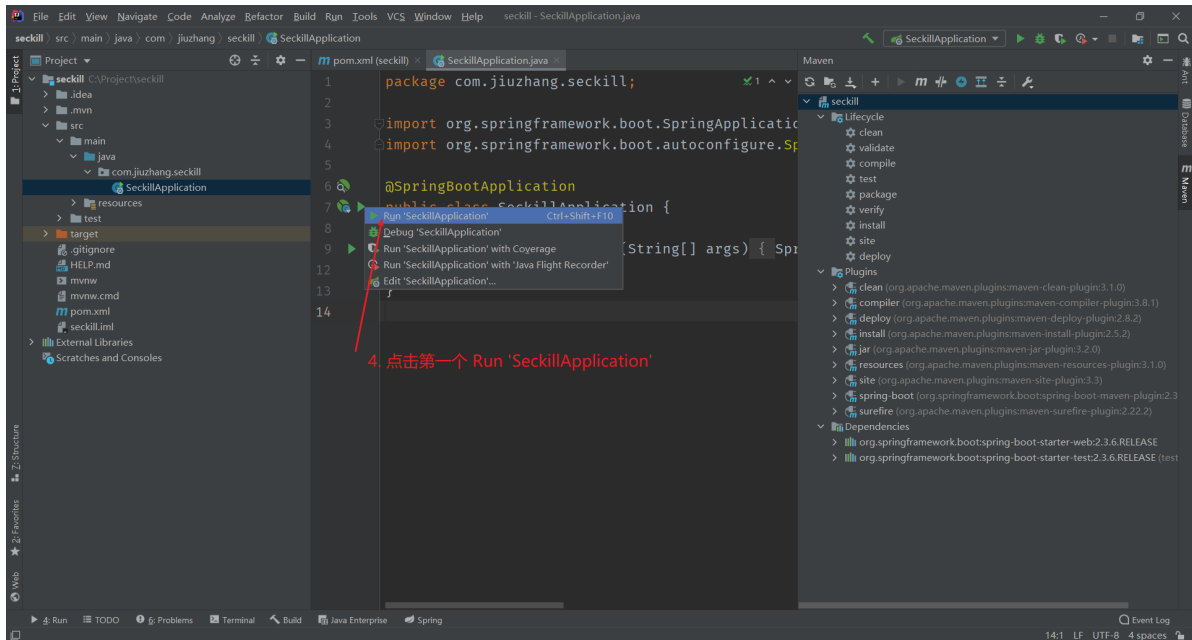 File Edit View Navigate Code Analyze Refactor Build Run Tools VCS Window Help seckill - SeckillApplication.java
seckill src main java com jiuzhang seckill SeckillApplication
SeckillApplication
Project
seckill C:\Project\seckill
.idea
.mvn
src
main
java
com.jiuzhang.seckill
SeckillApplication
resources
test
target
.gitignore
HELP.md
mvnw
mvnw.cmd
pom.xml
seckill.iml
External Libraries
Scratches and Consoles
1: Project
7: Structure
2: Favorites
Web
pom.xml (seckill) SeckillApplication.java
1 package com.jiuzhang.seckill;
1
2
3 import org.springframework.boot.SpringApplicatio
4 import org.springframework.boot.autoconfigure.Sp
5
6 @SpringBootApplication
7 public class SeckillApplication {
8
9 (String[] args) { Spr
12
13 }
14
Run 'SeckillApplication' Ctrl+Shift+F10
Debug 'SeckillApplication'
Run 'SeckillApplication' with Coverage
Run 'SeckillApplication' with 'Java Flight Recorder'
Edit 'SeckillApplication'...
4. 点击第一个 Run 'SeckillApplication'
Maven
seckill
Lifecycle
clean
validate
compile
test
package
verify
install
site
deploy
Plugins
clean (org.apache.maven.plugins:maven-clean-plugin:3.1.0)
compiler (org.apache.maven.plugins:maven-compiler-plugin:3.8.1)
deploy (org.apache.maven.plugins:maven-deploy-plugin:2.8.2)
install (org.apache.maven.plugins:maven-install-plugin:2.5.2)
jar (org.apache.maven.plugins:maven-jar-plugin:3.2.0)
resources (org.apache.maven.plugins:maven-resources-plugin:3.1.0)
site (org.apache.maven.plugins:maven-site-plugin:3.3)
spring-boot (org.springframework.boot:spring-boot-maven-plugin:2.3
surefire (org.apache.maven.plugins:maven-surefire-plugin:2.22.2)
Dependencies
org.springframework.boot:spring-boot-starter-web:2.3.6.RELEASE
org.springframework.boot:spring-boot-starter-test:2.3.6.RELEASE (test
Ant
Database
Maven
4: Run TODO 6: Problems Terminal Build Java Enterprise Spring Event Log
14:1 LF UTF-8 4 spaces